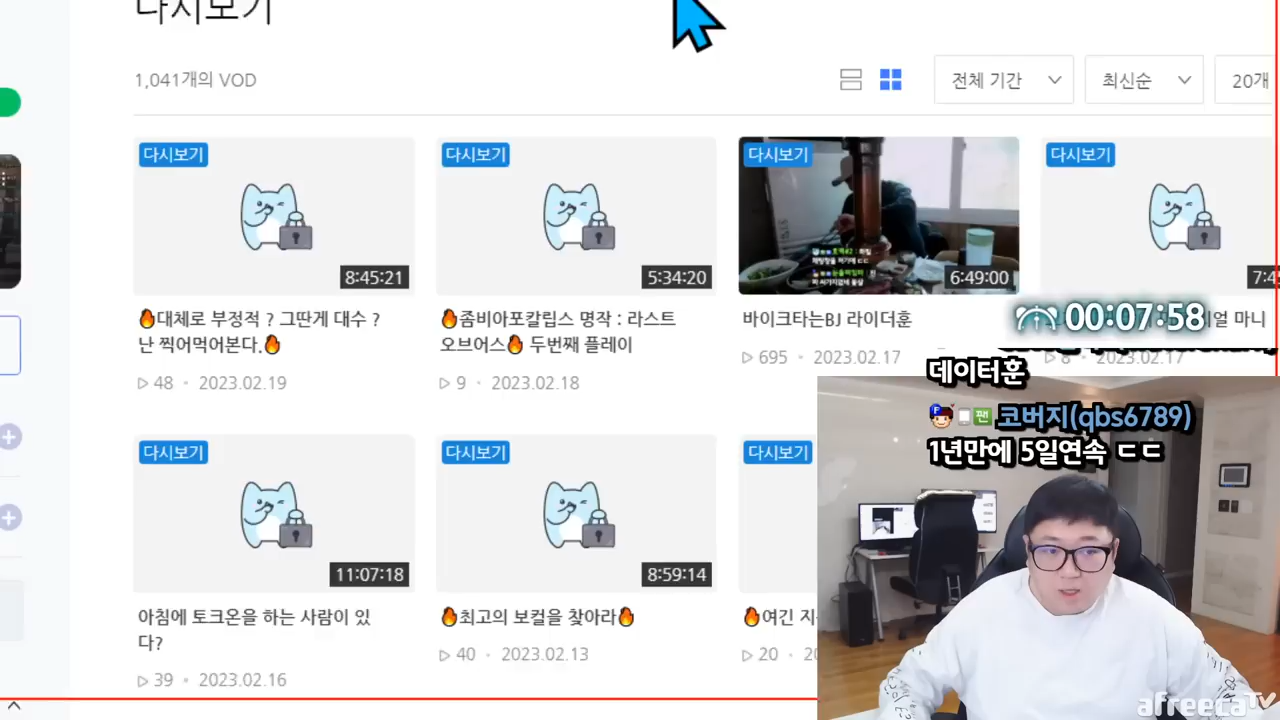 다시보기
1,041개의 VOD
전체 기간
최신순
20개
다시보기
8:45:21
🔥대체로 부정적 ? 그딴게 대수 ?
난 찍어먹어본다.🔥
48 • 2023.02.19
다시보기
5:34:20
🔥좀비아포칼립스 명작 : 라스트
오브어스🔥 두번째 플레이
9 • 2023.02.18
다시보기
6:49:00
바이크타는BJ 라이더훈
695 • 2023.02.17
다시보기
마니
8 • 2023.02.17
00:07:58
데이터훈
코버지(qbs6789)
1년만에 5일연속 ㄷㄷ
다시보기
11:07:18
아침에 토크온을 하는 사람이 있
다?
39 • 2023.02.16
다시보기
8:59:14
🔥최고의 보컬을 찾아라🔥
40 • 2023.02.13
다시보기
🔥여긴
20
afreecaTV